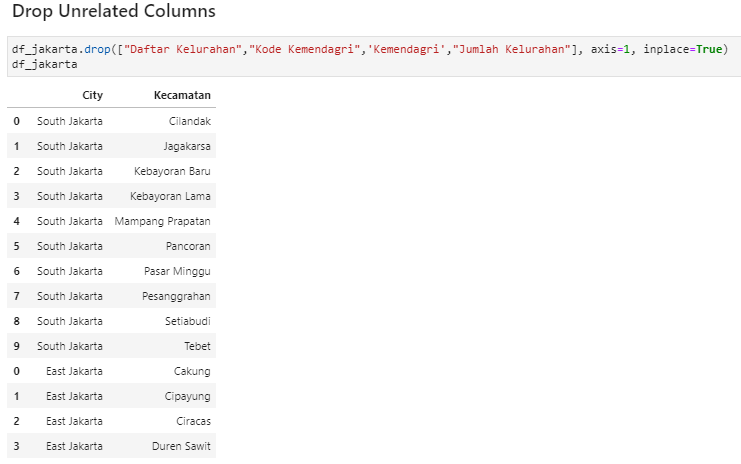 Drop Unrelated Columns
df_jakarta.drop(["Daftar Kelurahan","Kode Kemendagri",'Kemendagri',"Jumlah Kelurahan"], axis=1, inplace=True)
df_jakarta
City Kecamatan
0 South Jakarta Cilandak
1 South Jakarta Jagakarsa
2 South Jakarta Kebayoran Baru
3 South Jakarta Kebayoran Lama
4 South Jakarta Mampang Prapatan
5 South Jakarta Pancoran
6 South Jakarta Pasar Minggu
7 South Jakarta Pesanggrahan
8 South Jakarta Setiabudi
9 South Jakarta Tebet
0 East Jakarta Cakung
1 East Jakarta Cipayung
2 East Jakarta Ciracas
3 East Jakarta Duren Sawit